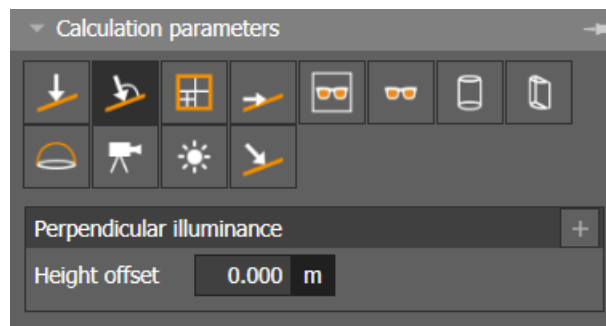 Calculation parameters
Perpendicular illuminance
Height offset 0.000 m